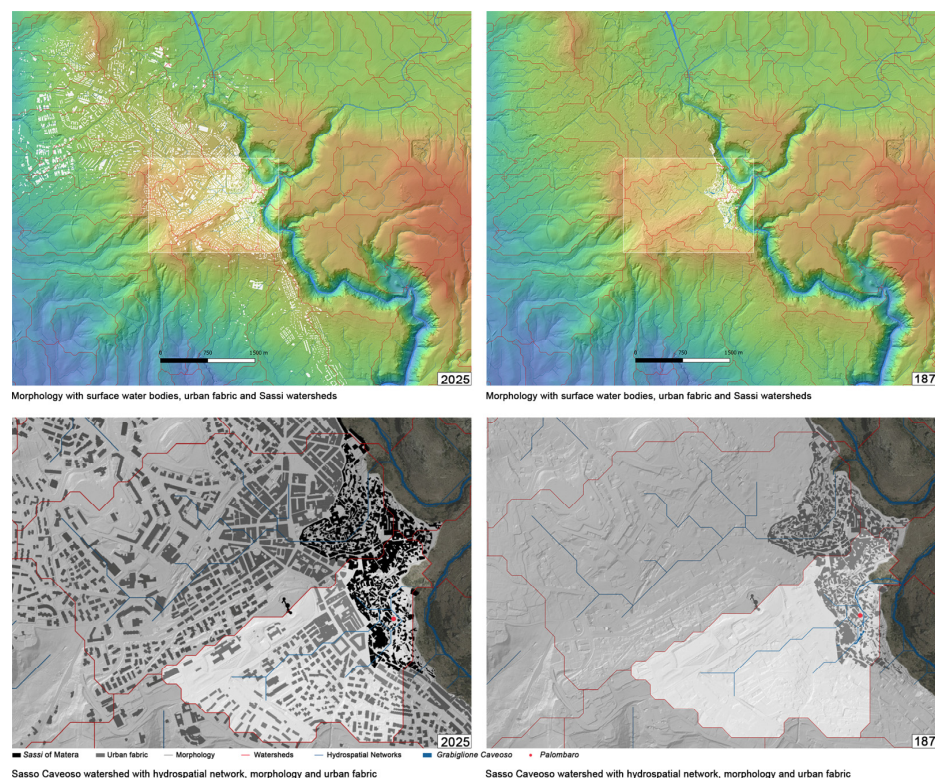 0 750 1500 m
2025
Morphology with surface water bodies, urban fabric and Sassi watersheds
0 750 1500 m
187
Morphology with surface water bodies, urban fabric and Sassi watersheds
2025
187
Sassi of Matera Urban fabric Morphology Watersheds Hydrospatial Networks Grabiglione Caveoso Palombaro
Sasso Caveoso watershed with hydrospatial network, morphology and urban fabric
Sasso Caveoso watershed with hydrospatial network, morphology and urban fabric